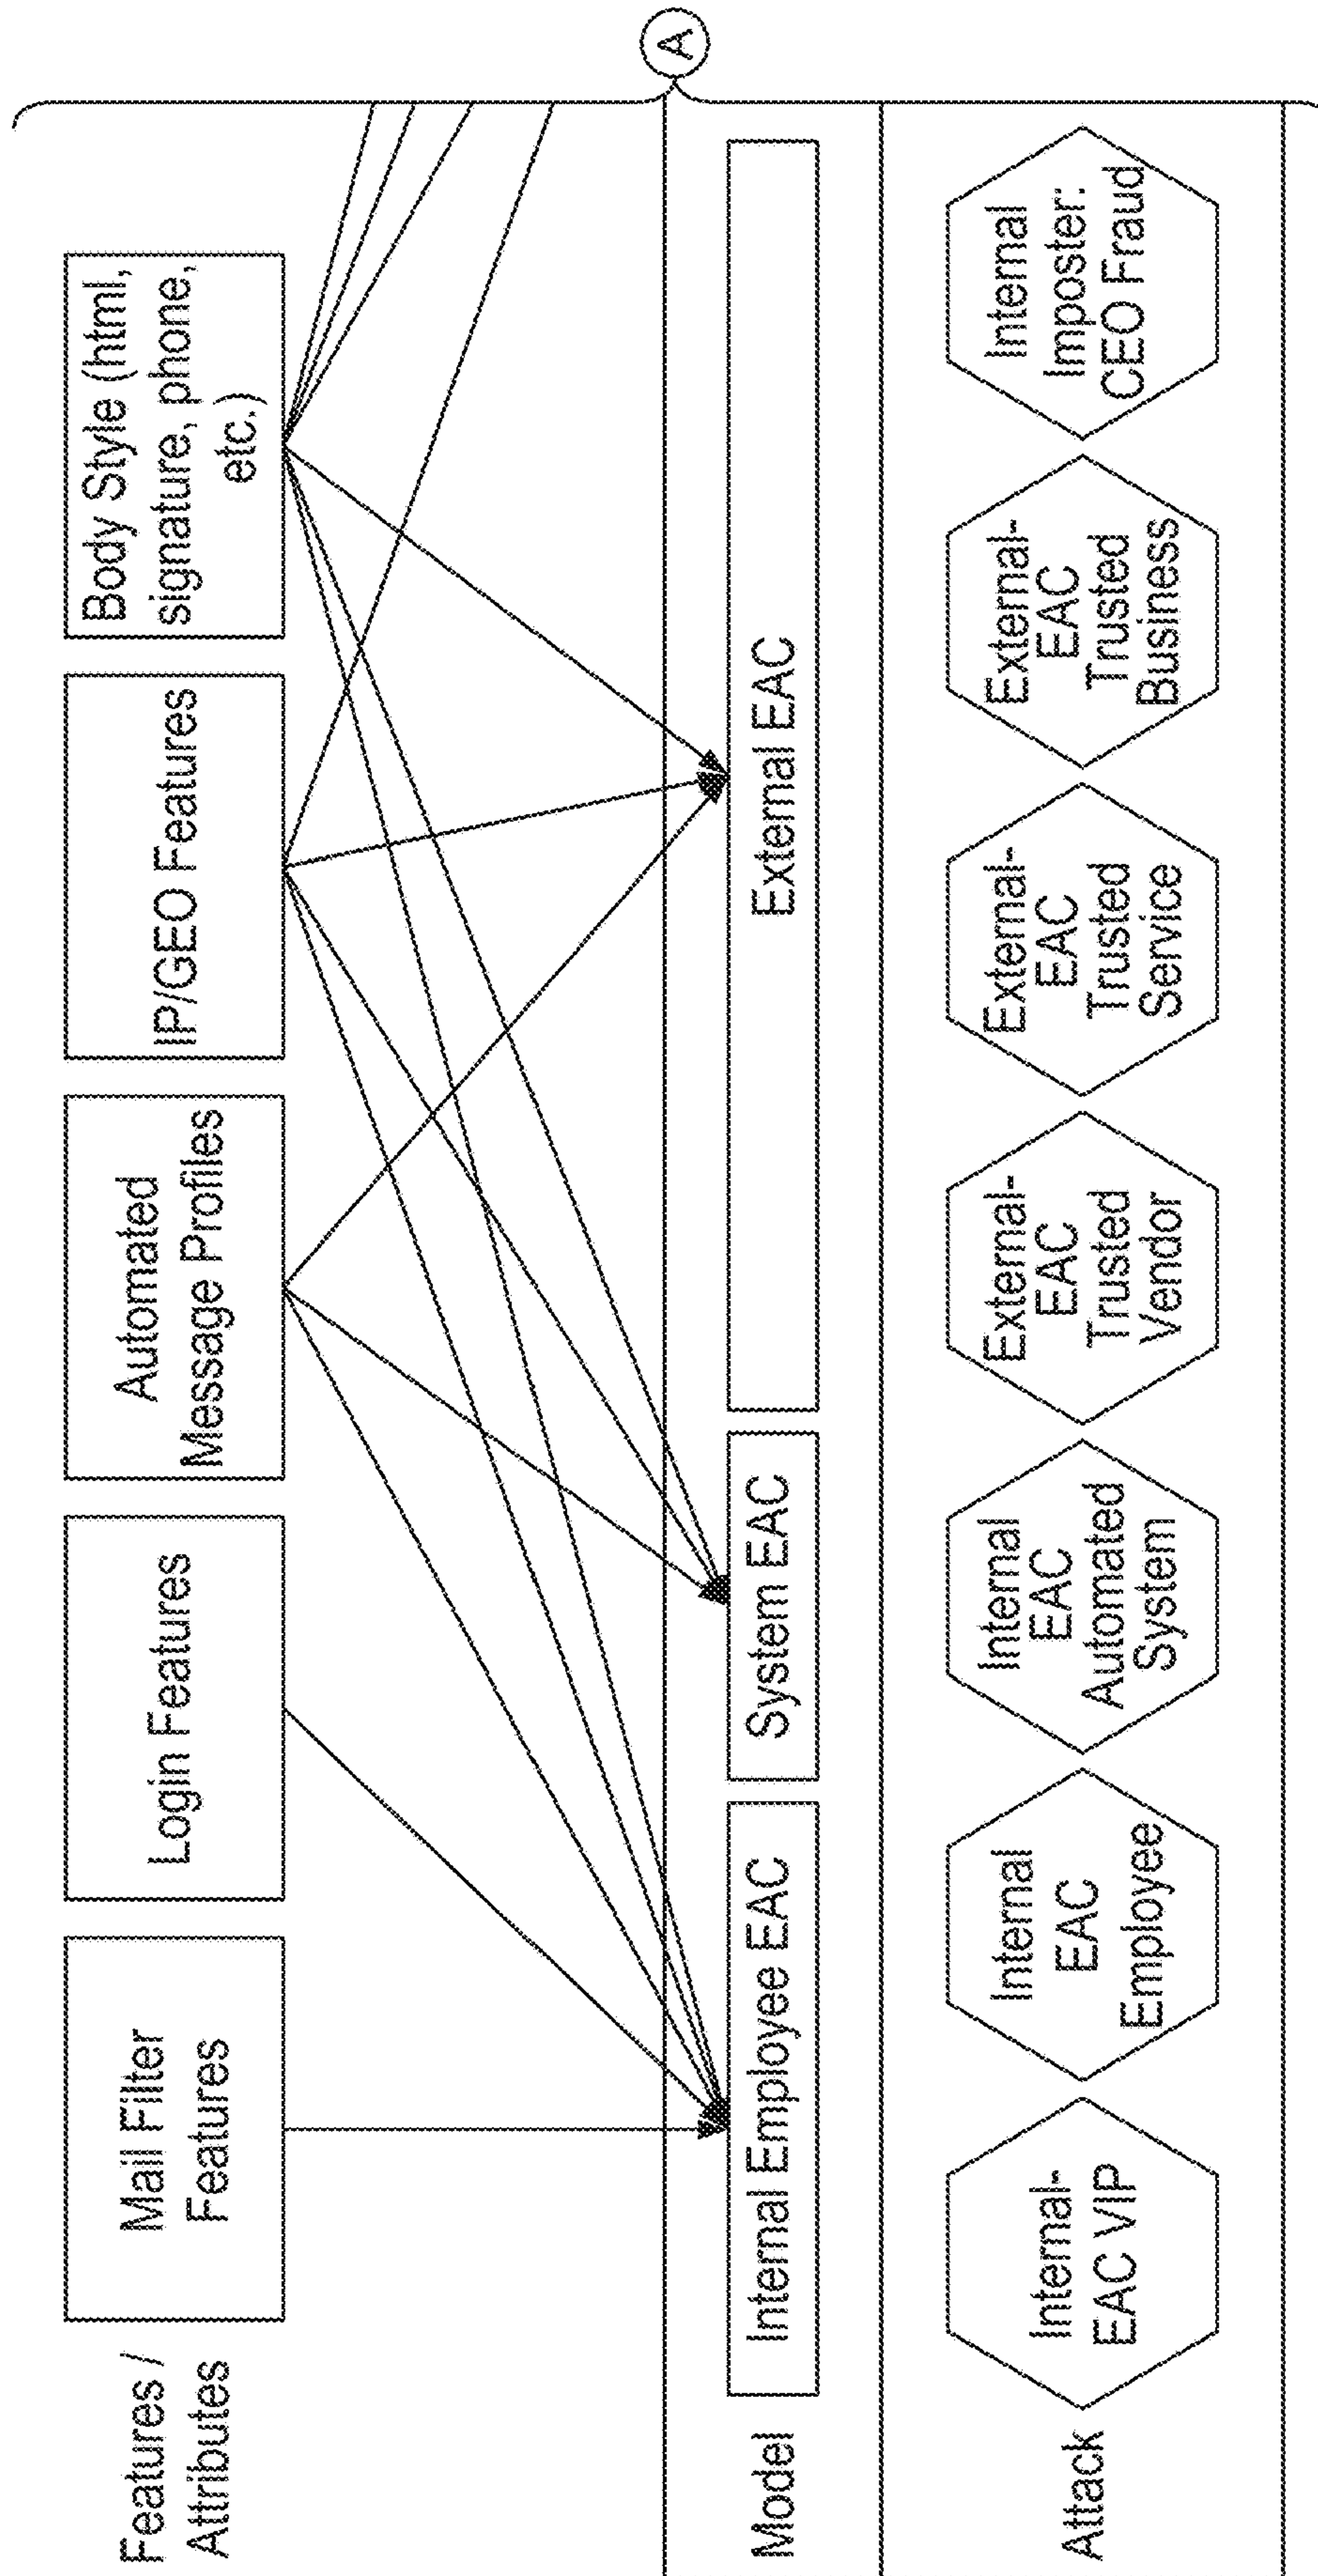 Features /
Attributes
Mail Filter
Features
Login Features
Automated
Message Profiles
IP/GEO Features
Body Style (html,
signature, phone,
etc.)
A
Model
Internal Employee EAC
System EAC
External EAC
Attack
Internal-
EAC VIP
Internal
EAC
Employee
Internal
EAC
Automated
System
External-
EAC
Trusted
Vendor
External-
EAC
Trusted
Service
External-
EAC
Trusted
Business
Internal
Imposter:
CEO Fraud